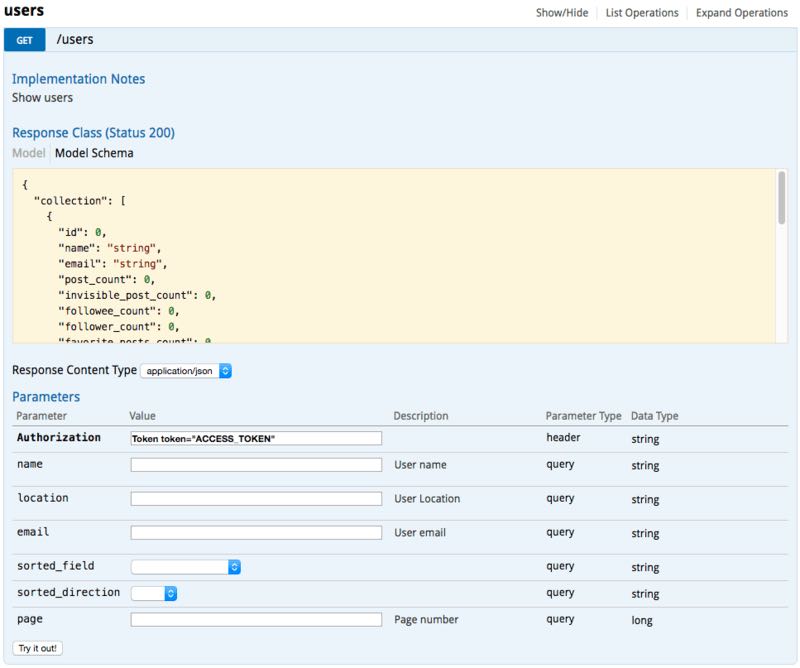 users
Show/Hide List Operations Expand Operations
GET /users
Implementation Notes
Show users
Response Class (Status 200)
Model Model Schema
{
"collection": [
{
"id": 0,
"name": "string",
"email": "string",
"post_count": 0,
"invisible_post_count": 0,
"followee_count": 0,
"follower_count": 0,
"favorite_posts_count": 0
Response Content Type application/json
Parameters
Parameter Value Description Parameter Type Data Type
Authorization Token token="ACCESS_TOKEN" header string
name User name query string
location User Location query string
email User email query string
sorted_field query string
sorted_direction query string
page Page number query long
Try it out!